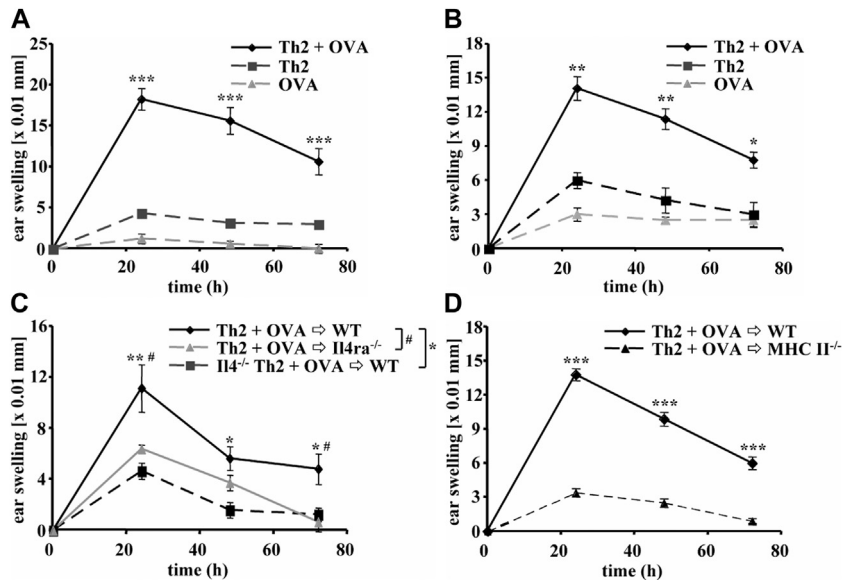 A
ear swelling [x 0.01 mm]
25
20
15
10
5
0
Th2 + OVA
Th2
OVA
***
***
***
0 20 40 60 80
time (h)
B
ear swelling [x 0.01 mm]
18
15
12
9
6
3
0
Th2 + OVA
Th2
OVA
**
**
*
0 20 40 60 80
time (h)
C
ear swelling [x 0.01 mm]
16
12
8
4
0
Th2 + OVA ⇨ WT
Th2 + OVA ⇨ Il4ra-/-
Il4-/- Th2 + OVA ⇨ WT
#
*
** #
*
* #
0 20 40 60 80
time (h)
D
ear swelling [x 0.01 mm]
18
15
12
9
6
3
0
Th2 + OVA ⇨ WT
Th2 + OVA ⇨ MHC II-/-
***
***
***
0 20 40 60 80
time (h)